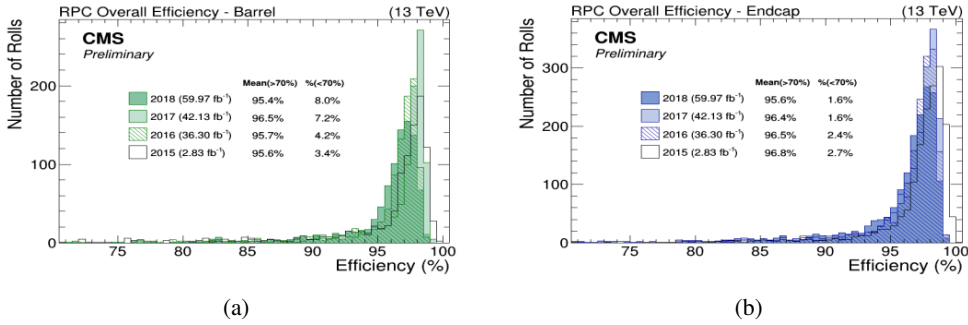 RPC Overall Efficiency - Barrel (13 TeV)
CMS
Preliminary
Mean(>70%) %(<70%)
2018 (59.97 fb⁻¹) 95.4% 8.0%
2017 (42.13 fb⁻¹) 96.5% 7.2%
2016 (36.30 fb⁻¹) 95.7% 4.2%
2015 (2.83 fb⁻¹) 95.6% 3.4%
Number of Rolls
200
100
0
75 80 85 90 95 100
Efficiency (%)
(a)
RPC Overall Efficiency - Endcap (13 TeV)
CMS
Preliminary
Mean(>70%) %(<70%)
2018 (59.97 fb⁻¹) 95.6% 1.6%
2017 (42.13 fb⁻¹) 96.4% 1.6%
2016 (36.30 fb⁻¹) 96.5% 2.4%
2015 (2.83 fb⁻¹) 96.8% 2.7%
Number of Rolls
300
200
100
0
75 80 85 90 95 100
Efficiency (%)
(b)